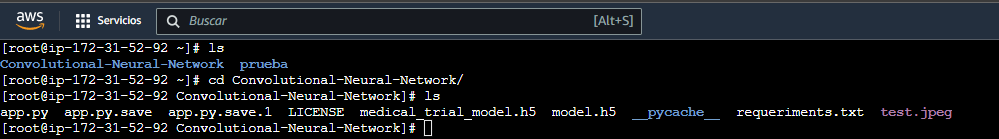 aws Servicios Buscar [Alt+S]
[root@ip-172-31-52-92 ~]# ls
Convolutional-Neural-Network prueba
[root@ip-172-31-52-92 ~]# cd Convolutional-Neural-Network/
[root@ip-172-31-52-92 Convolutional-Neural-Network]# ls
app.py app.py.save app.py.save.1 LICENSE medical_trial_model.h5 model.h5 __pycache__ requeriments.txt test.jpeg
[root@ip-172-31-52-92 Convolutional-Neural-Network]#